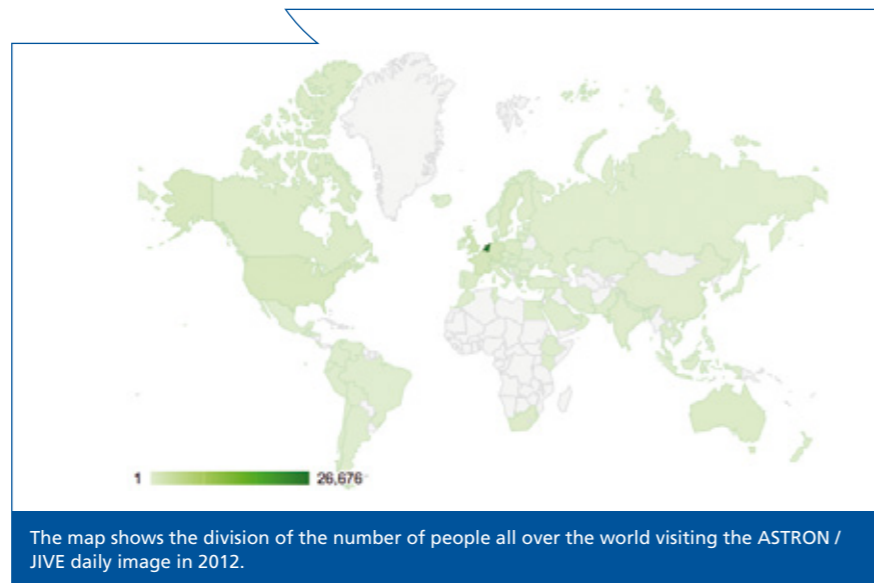 1 26,676
The map shows the division of the number of people all over the world visiting the ASTRON /
JIVE daily image in 2012.